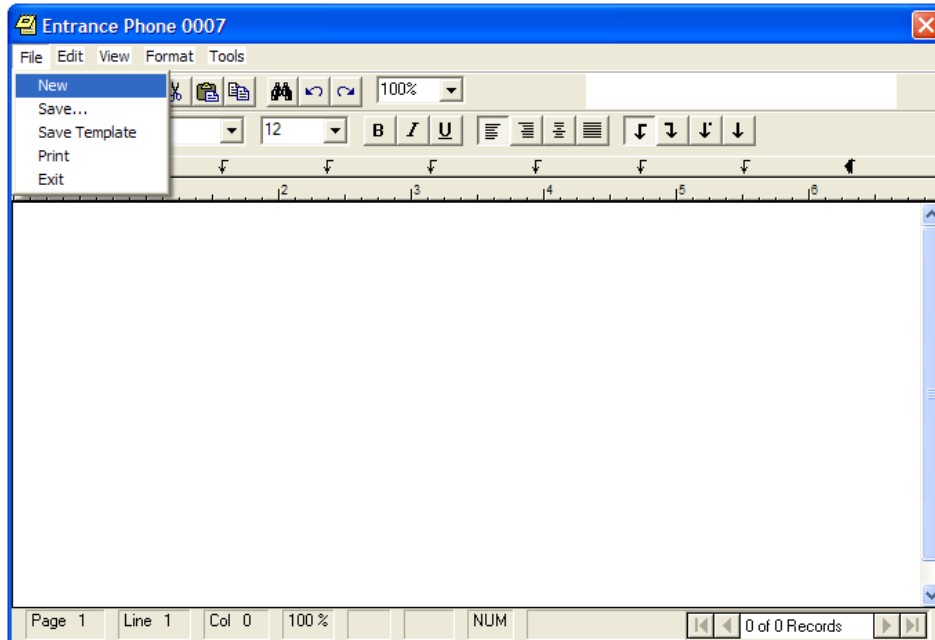 Entrance Phone 0007
File Edit View Format Tools
New
Save...
Save Template
Print
Exit
100%
12 B I U
2 3 4 5 6
Page 1 Line 1 Col 0 100 % NUM 0 of 0 Records